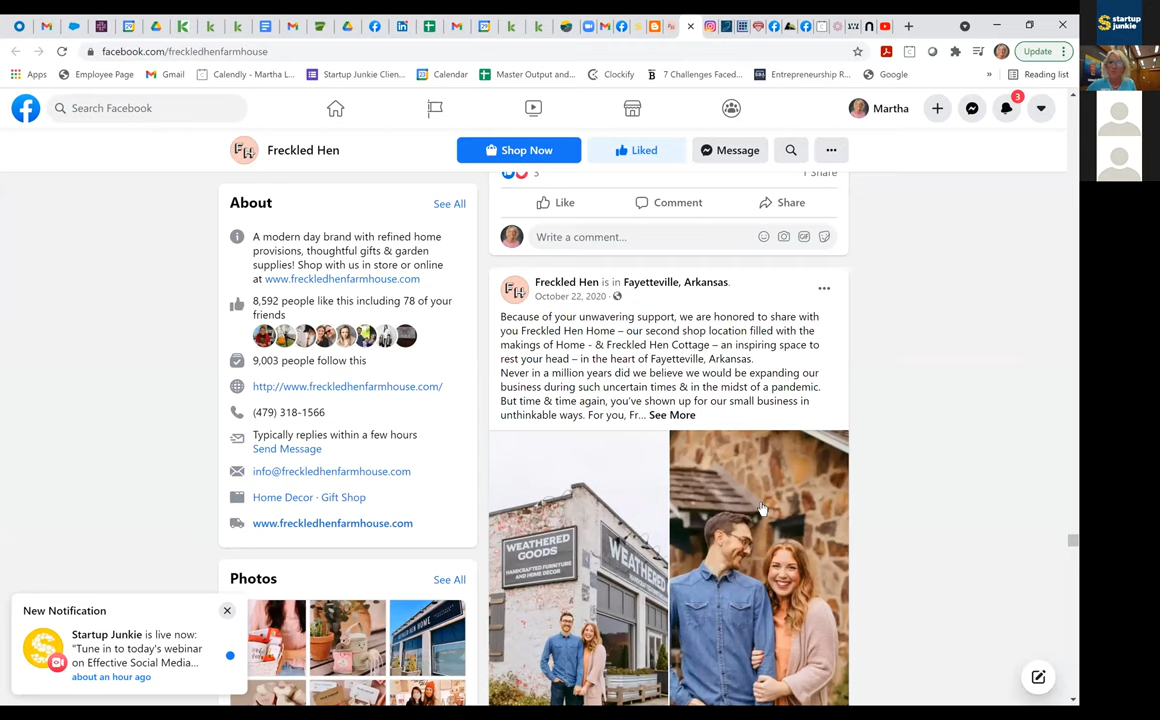 startup
junkie
facebook.com/freckledhenfarmhouse
Update
Apps
Employee Page
Gmail
Calendly - Martha L...
Startup Junkie Clien...
Calendar
Master Output and...
Clockify
7 Challenges Faced...
Entrepreneurship R...
Google
»
Reading list
Search Facebook
Martha
3
FH
Freckled Hen
Shop Now
Liked
Message
About
See All
A modern day brand with refined home
provisions, thoughtful gifts & garden
supplies! Shop with us in store or online
at www.freckledhenfarmhouse.com
8,592 people like this including 78 of your
friends
9,003 people follow this
http://www.freckledhenfarmhouse.com/
(479) 318-1566
Typically replies within a few hours
Send Message
info@freckledhenfarmhouse.com
Home Decor · Gift Shop
www.freckledhenfarmhouse.com
Photos
See All
3
1 Share
Like
Comment
Share
Write a comment...
GIF
FH
Freckled Hen is in Fayetteville, Arkansas.
October 22, 2020 ·
Because of your unwavering support, we are honored to share with
you Freckled Hen Home – our second shop location filled with the
makings of Home - & Freckled Hen Cottage – an inspiring space to
rest your head – in the heart of Fayetteville, Arkansas.
Never in a million years did we believe we would be expanding our
business during such uncertain times & in the midst of a pandemic.
But time & time again, you've shown up for our small business in
unthinkable ways. For you, Fr... See More
WEATHERED
GOODS
HANDCRAFTED FURNITURE
AND HOME DECOR
WEATHERED
New Notification
Startup Junkie is live now:
"Tune in to today's webinar
on Effective Social Media...
about an hour ago